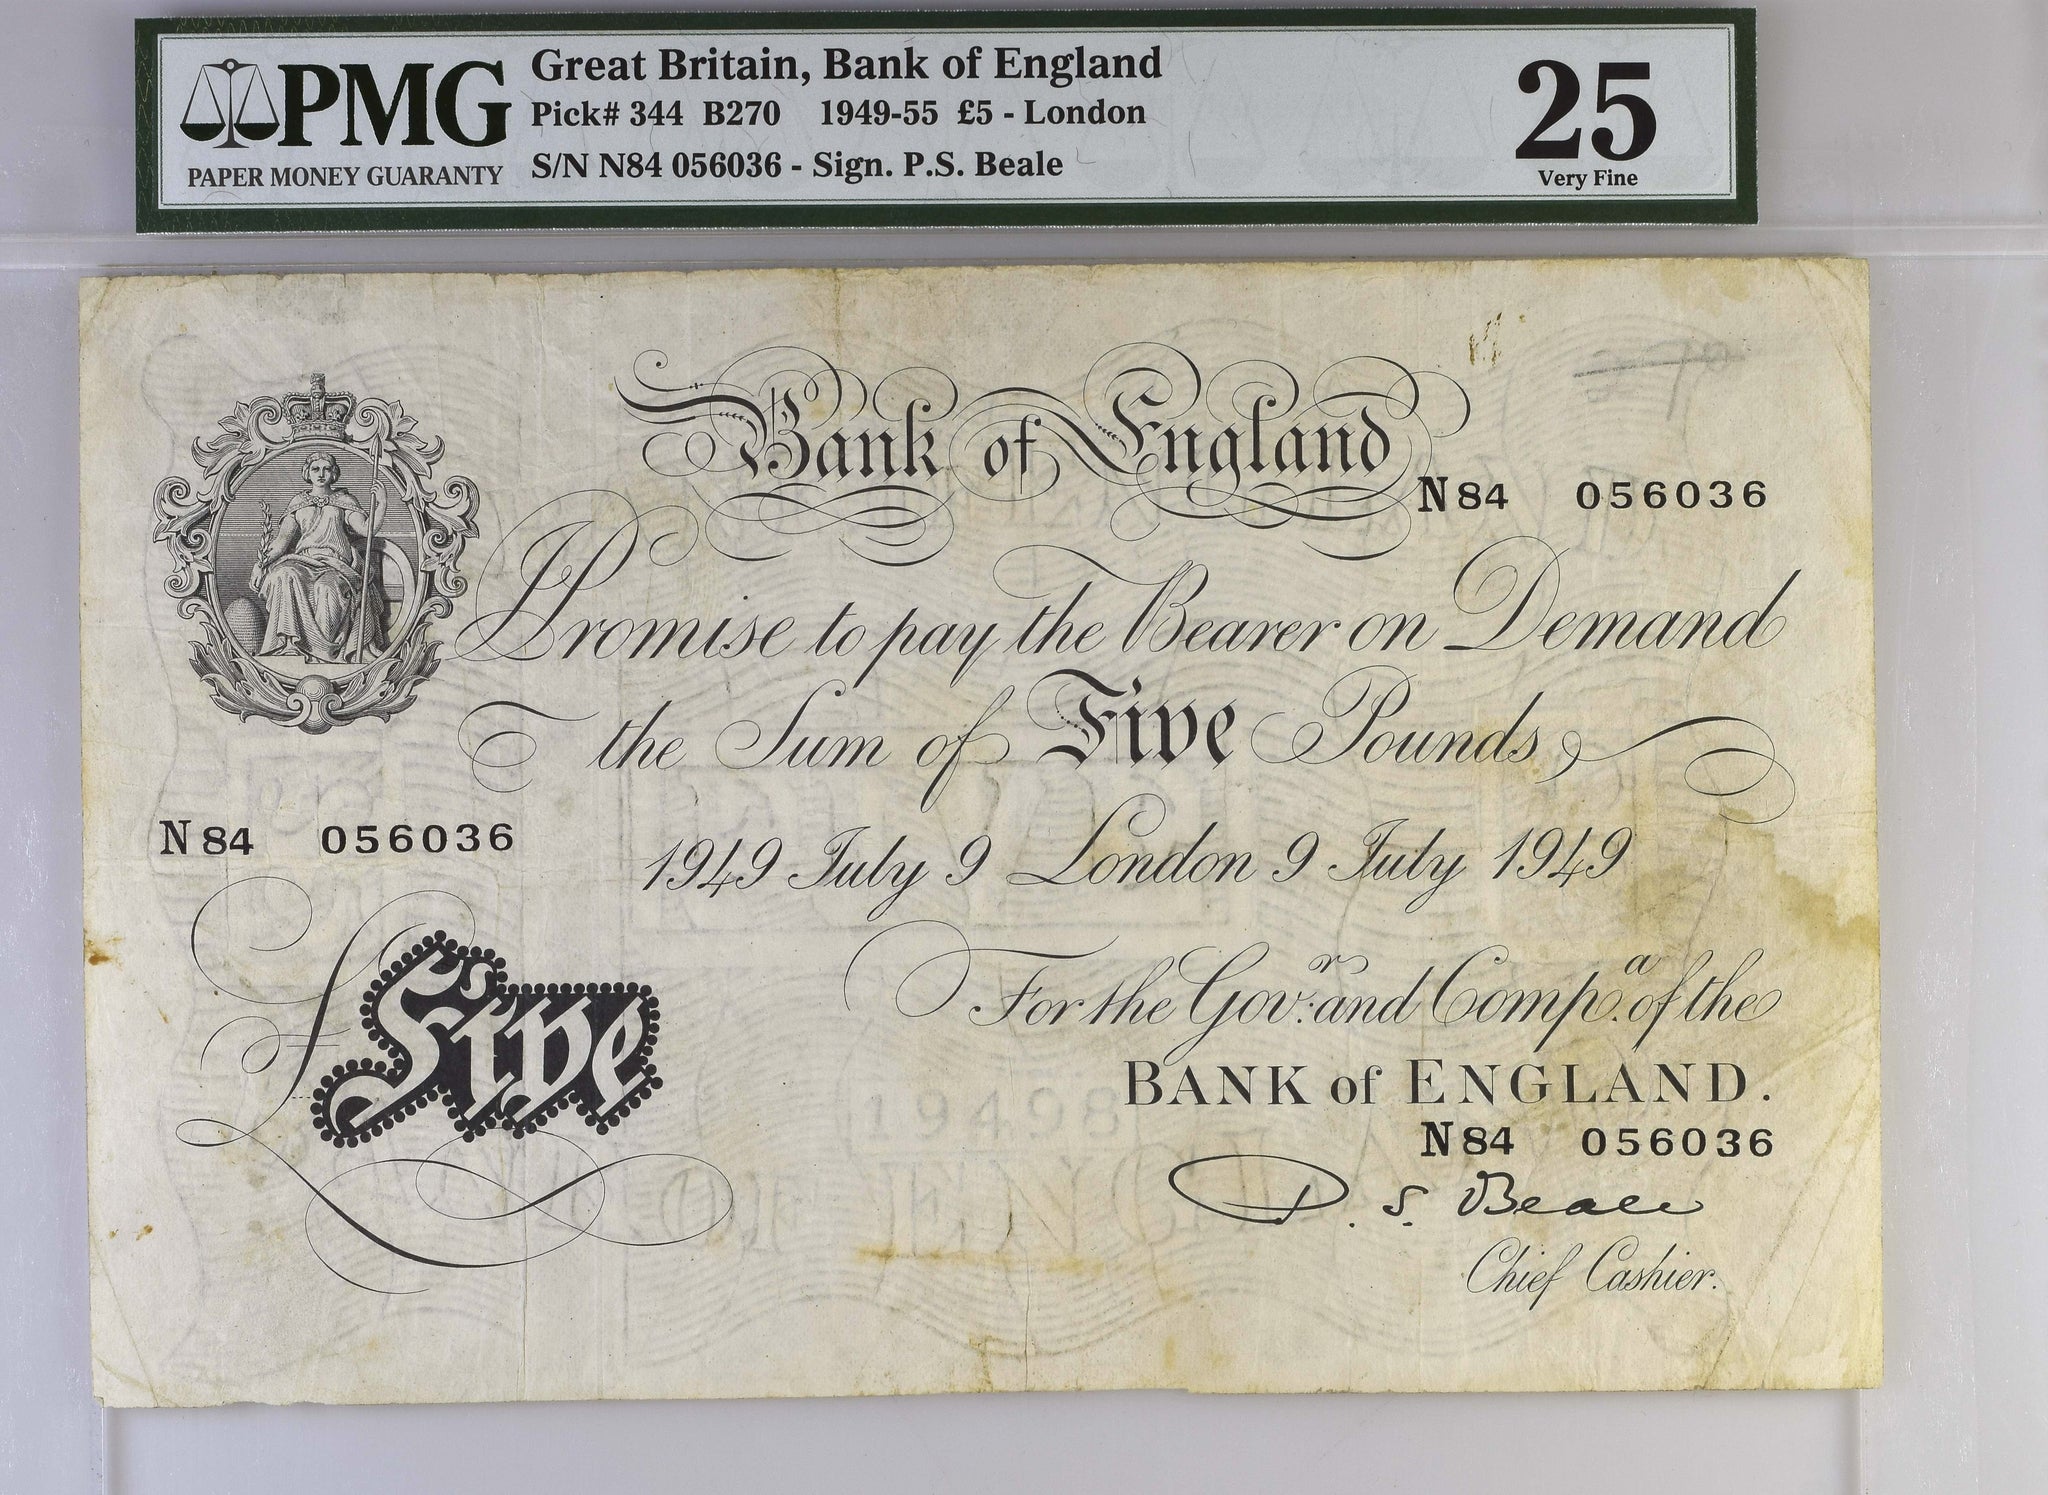 PMG
PAPER MONEY GUARANTY
Great Britain, Bank of England
Pick# 344 B270 1949-55 £5 - London
S/N N84 056036 - Sign. P.S. Beale
25
Very Fine
Bank of England
N84 056036
I Promise to pay the Bearer on Demand
the Sum of Five Pounds
N84 056036
1949 July 9 London 9 July 1949
£ Five
For the Gov.r and Comp.a of the
BANK of ENGLAND.
N84 056036
P. S. Beale
Chief Cashier.